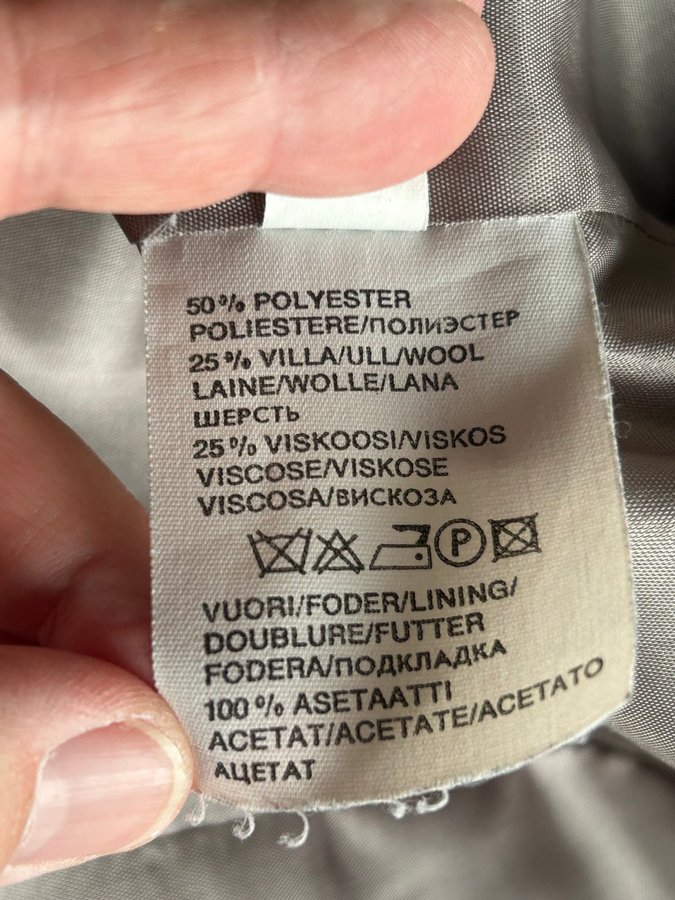 50% POLYESTER
POLIESTERE/ПОЛИЭСТЕР
25% VILLA/ULL/WOOL
LAINE/WOLLE/LANA
ШЕРСТЬ
25% VISKOOSI/VISKOS
VISCOSE/VISKOSE
VISCOSA/ВИСКОЗА
P
VUORI/FODER/LINING/
DOUBLURE/FUTTER
FODERA/ПОДКЛАДКА
100% ASETAATTI
ACETAT/ACETATE/ACETATO
АЦЕТАТ